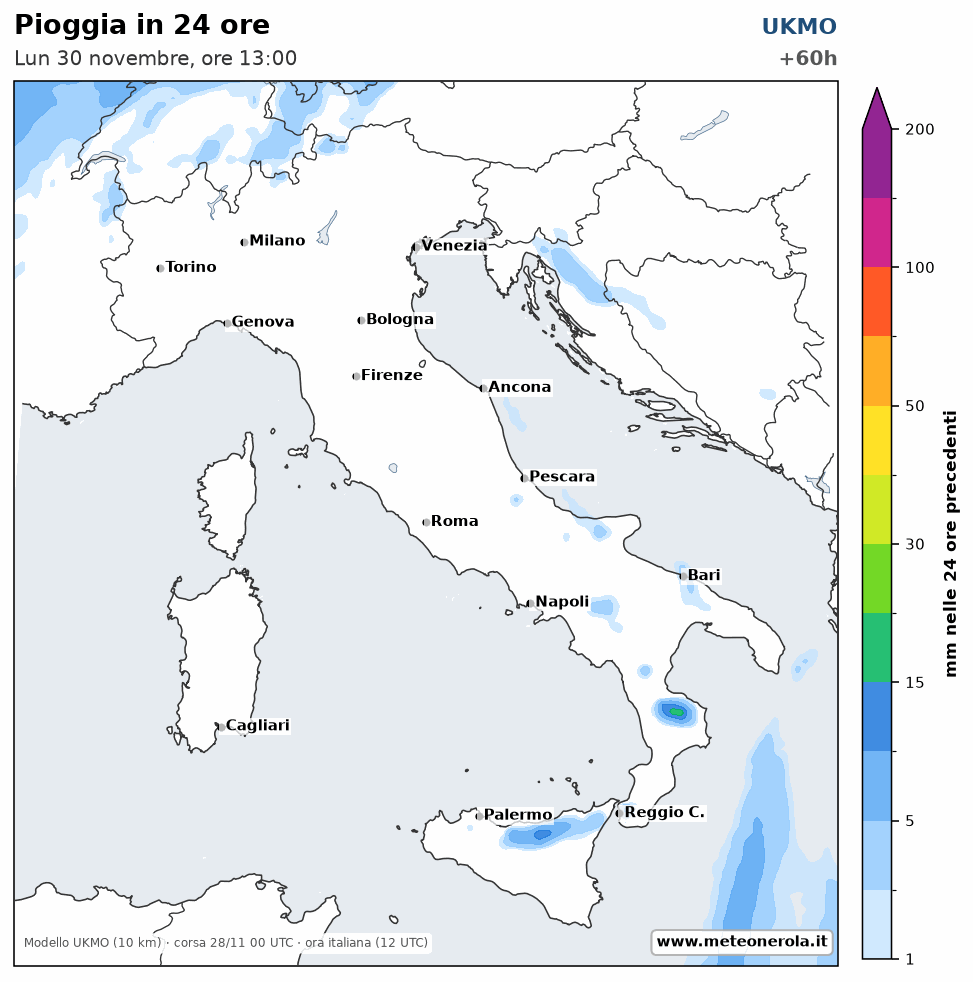 Pioggia in 24 ore
UKMO
Lun 30 novembre, ore 13:00
+60h
Milano
Venezia
Torino
Genova
Bologna
Firenze
Ancona
Pescara
Roma
Bari
Napoli
Cagliari
Palermo
Reggio C.
Modello UKMO (10 km) · corsa 28/11 00 UTC · ora italiana (12 UTC)
www.meteonerola.it
200
100
50
30
15
5
1
mm nelle 24 ore precedenti